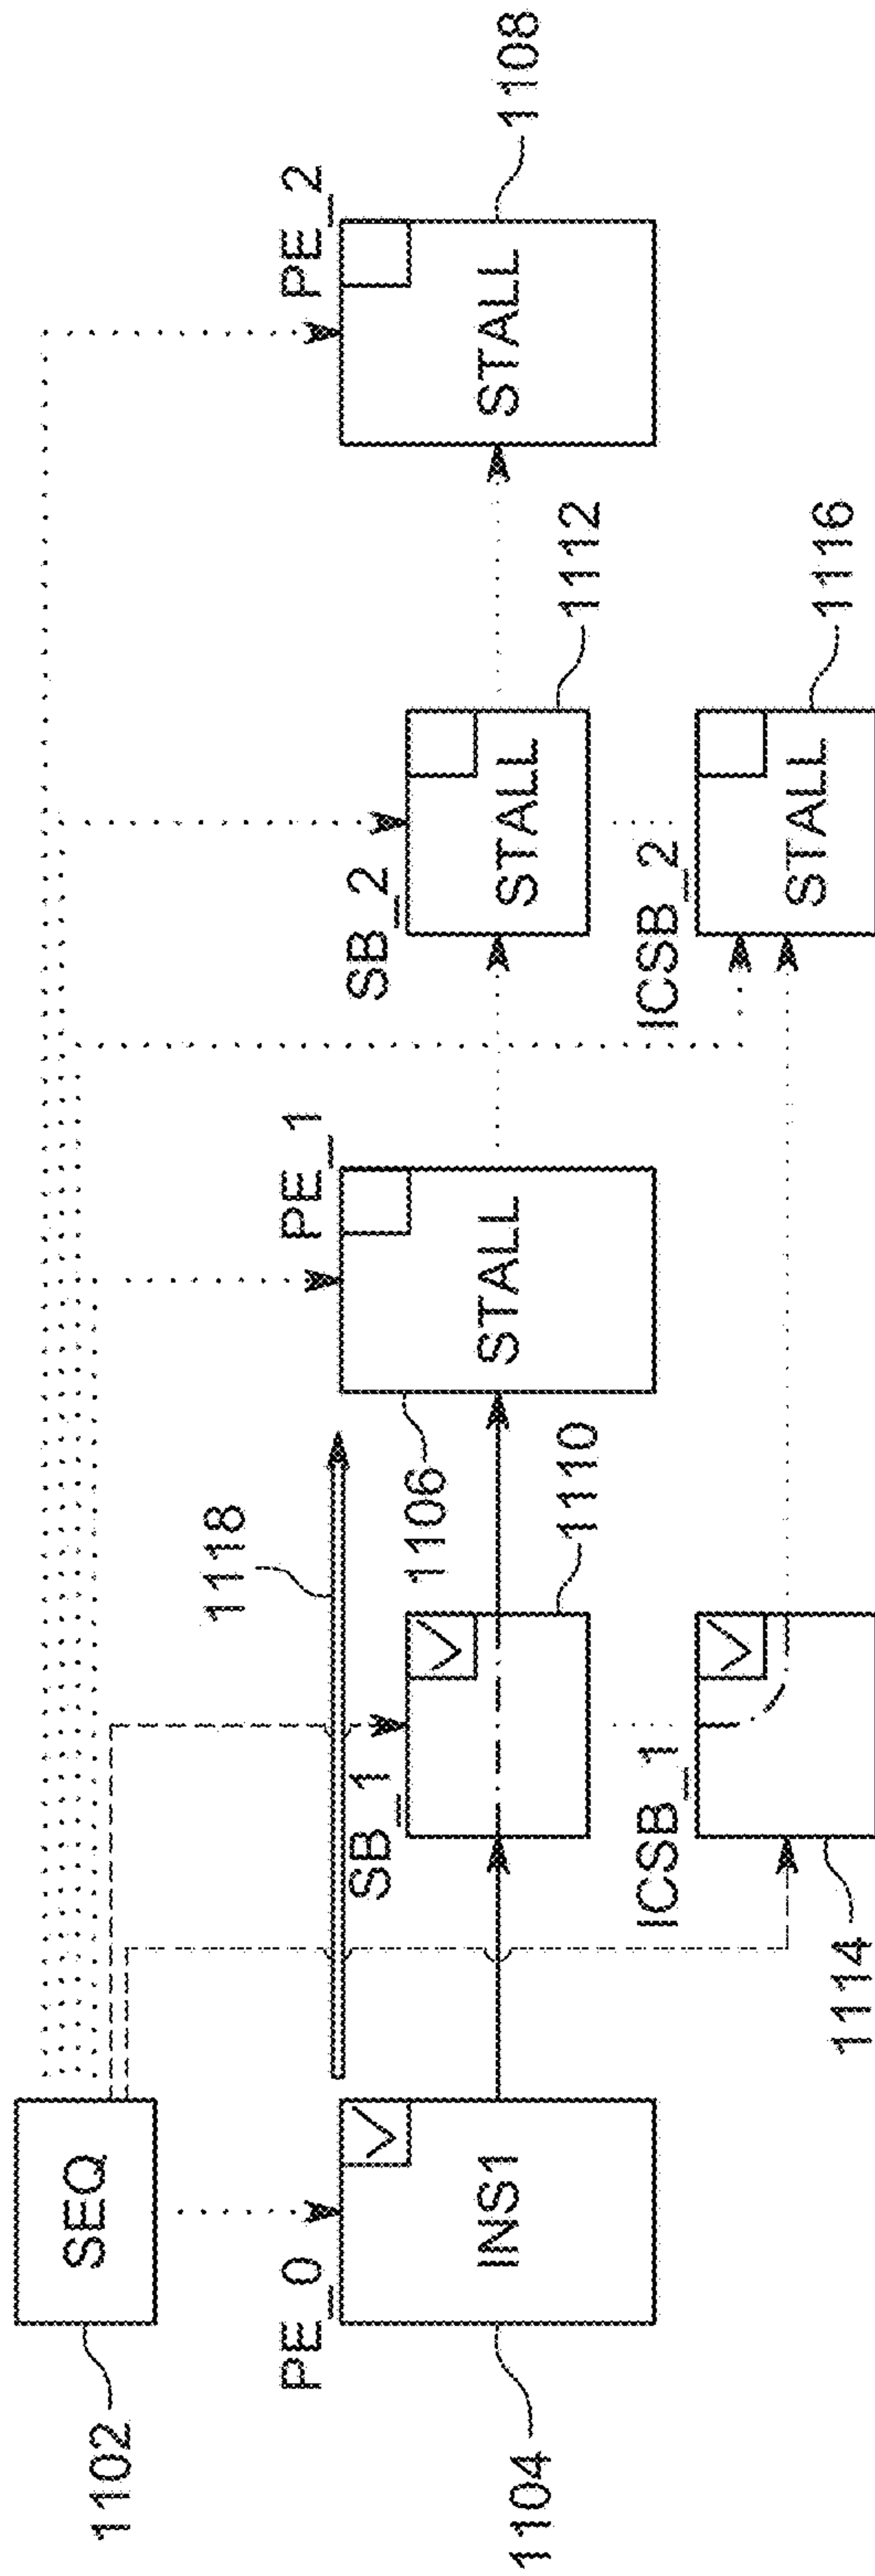 1102
SEQ
1118
PE_0
V
INS1
1104
SB_1
V
1110
ICSB_1
V
1114
PE_1
STALL
1106
SB_2
STALL
1112
ICSB_2
STALL
1116
PE_2
STALL
1108